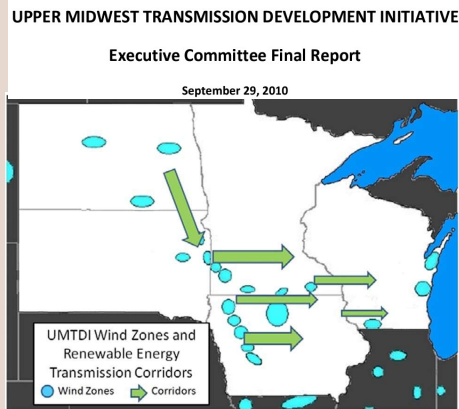 UPPER MIDWEST TRANSMISSION DEVELOPMENT INITIATIVE
Executive Committee Final Report
September 29, 2010
UMTDI Wind Zones and
Renewable Energy
Transmission Corridors
Wind Zones Corridors